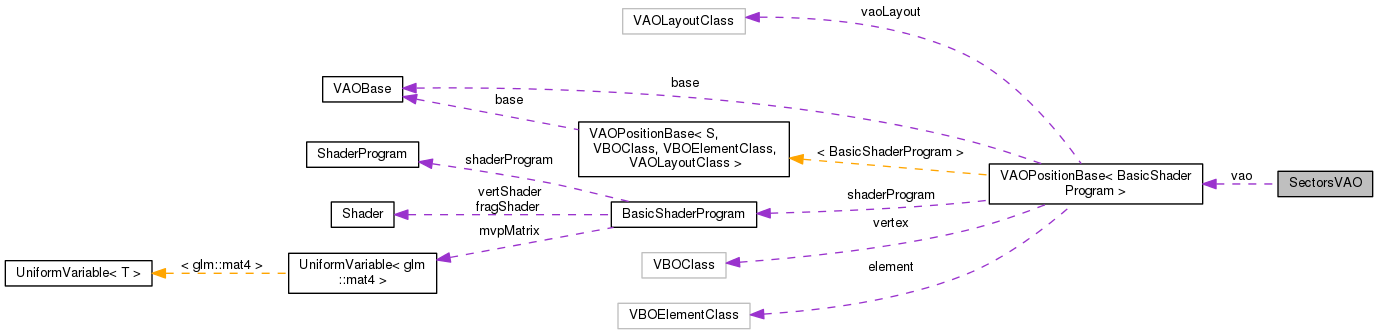 VAOLayoutClass
vaoLayout
VAOBase
base
base
VAOPositionBase< S,
VBOClass, VBOElementClass,
VAOLayoutClass >
ShaderProgram
shaderProgram
< BasicShaderProgram >
VAOPositionBase< BasicShader
Program >
vao
SectorsVAO
vertShader
fragShader
Shader
BasicShaderProgram
shaderProgram
mvpMatrix
vertex
UniformVariable< T >
< glm::mat4 >
UniformVariable< glm
::mat4 >
VBOClass
element
VBOElementClass